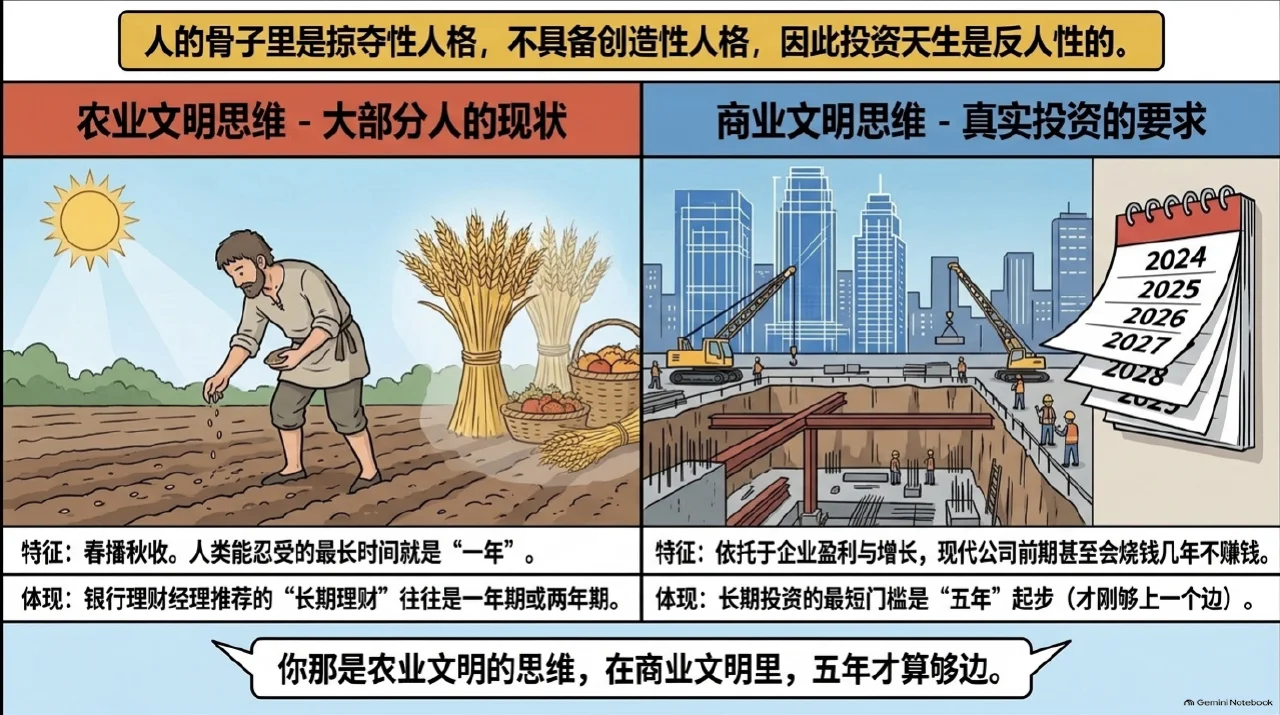 人的骨子里是掠夺性人格，不具备创造性人格，因此投资天生是反人性的。
农业文明思维 - 大部分人的现状
商业文明思维 - 真实投资的要求
2024
2025
2026
2027
2028
特征：春播秋收。人类能忍受的最长时间就是“一年”。
特征：依托于企业盈利与增长，现代公司前期甚至会烧钱几年不赚钱。
体现：银行理财经理推荐的“长期理财”往往是一年期或两年期。
体现：长期投资的最短门槛是“五年”起步（才刚够上一个边）。
你那是农业文明的思维，在商业文明里，五年才算够边。
Gemini Notebook